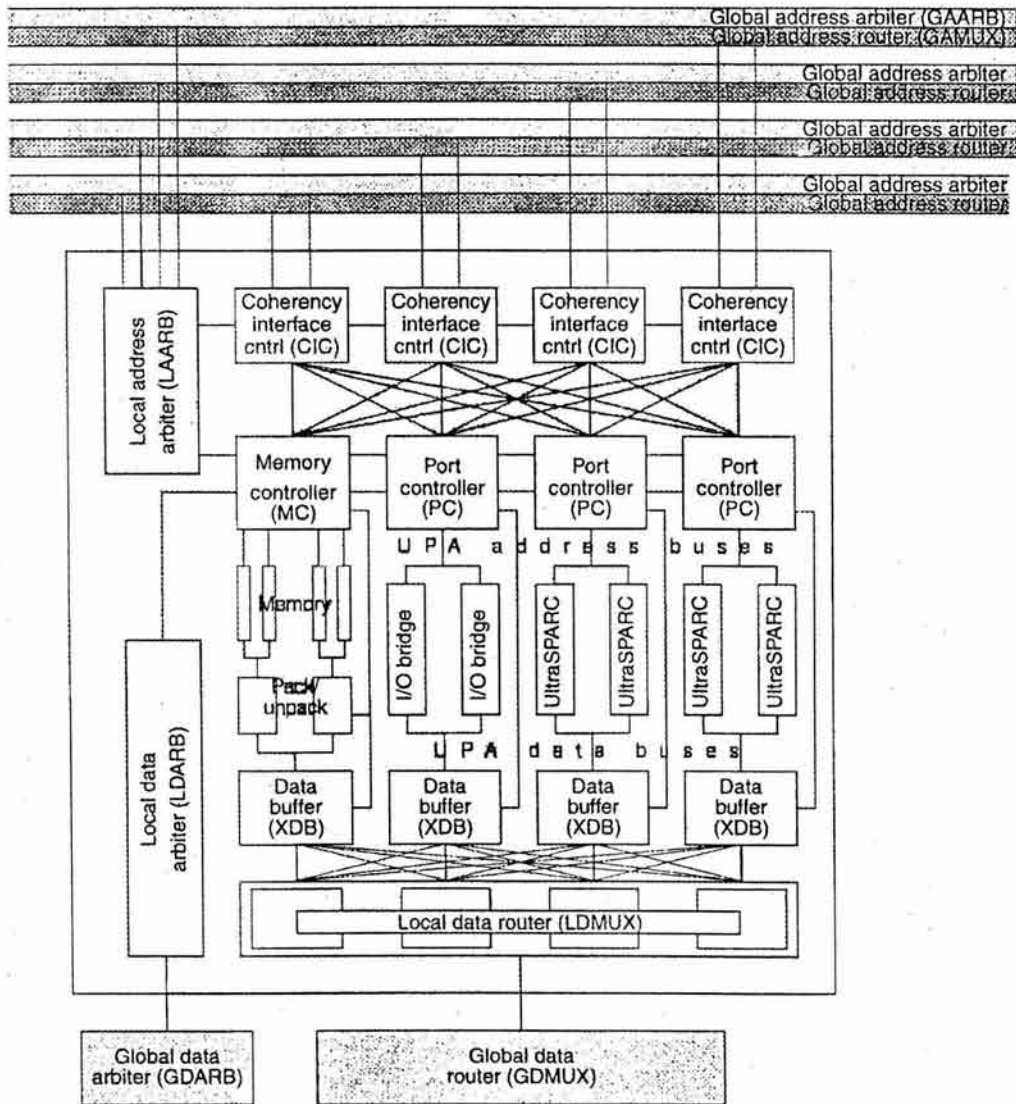 Global address arbiter (GAARB)
Global address router (GAMUX)
Global address arbiter
Global address router
Global address arbiter
Global address router
Global address arbiter
Global address router
Local address
arbiter (LAARB)
Coherency
interface
cntrl (CIC)
Coherency
interface
cntrl (CIC)
Coherency
interface
cntrl (CIC)
Coherency
interface
cntrl (CIC)
Memory
controller
(MC)
Port
controller
(PC)
Port
controller
(PC)
Port
controller
(PC)
UPA address buses
Memory
I/O bridge
I/O bridge
UltraSPARC
UltraSPARC
UltraSPARC
UltraSPARC
Pack/
unpack
UPA data buses
Local data
arbiter (LDARB)
Data
buffer
(XDB)
Data
buffer
(XDB)
Data
buffer
(XDB)
Data
buffer
(XDB)
Local data router (LDMUX)
Global data
arbiter (GDARB)
Global data
router (GDMUX)